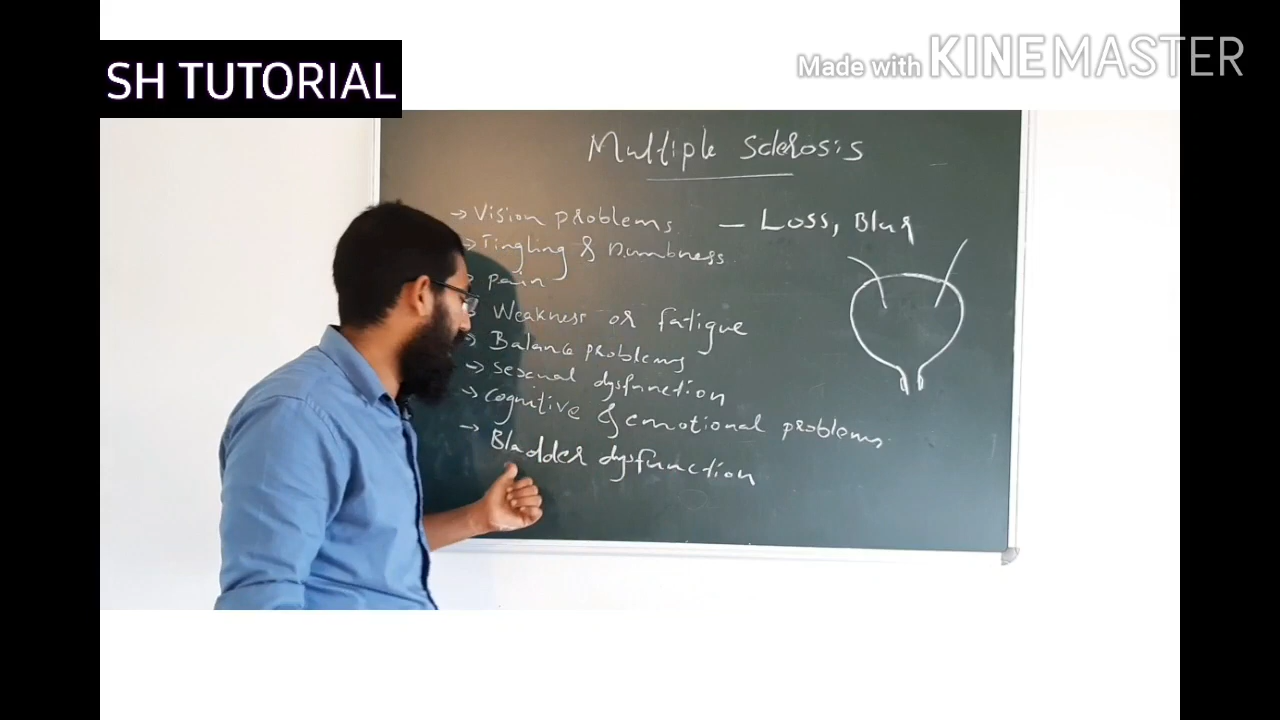 Made with KINEMASTER
SH TUTORIAL
Multiple Sclerosis
→ Vision problems. — Loss, Blur
→ Tingling & Numbness.
→ Pain
→ Weakness or fatigue
→ Balance problems
→ sexual dysfunction
→ cognitive & emotional problems.
→ Bladder dysfunction